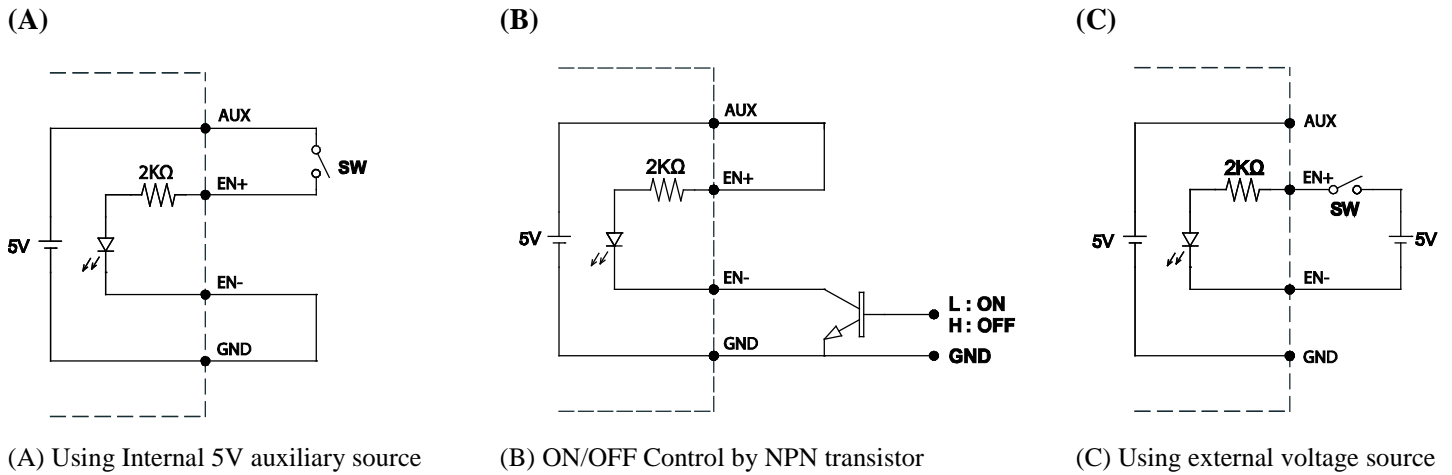 (A)
AUX
2KΩ
EN+
SW
5V
EN-
GND
(A) Using Internal 5V auxiliary source
(B)
AUX
2KΩ
EN+
5V
EN-
L : ON
H : OFF
GND
GND
(B) ON/OFF Control by NPN transistor
(C)
AUX
2KΩ
EN+
SW
5V
5V
EN-
GND
(C) Using external voltage source